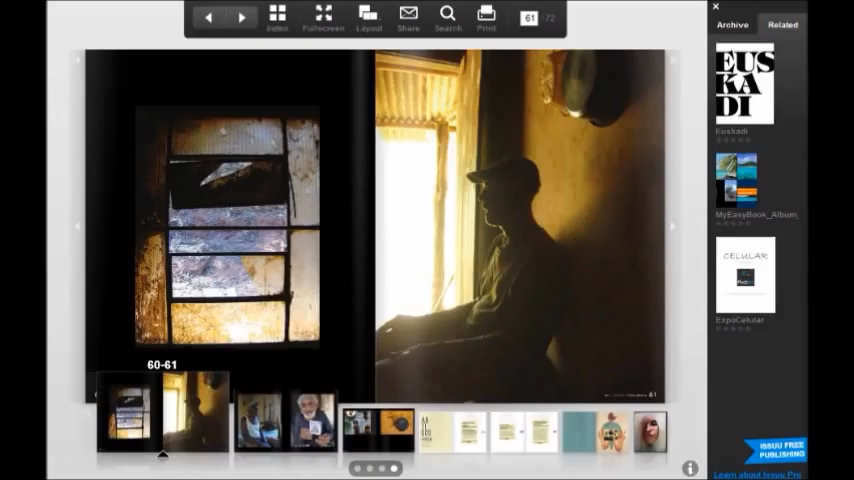 Index
Fullscreen
Layout
Share
Search
Print
61 /72
Archive
Related
EUS
KA
DI
Euskadi
MyEasyBook_Album_
CELULAR
ExpoCelular
60-61
61
ISSUU FREE
PUBLISHING
Learn about Issuu Pro